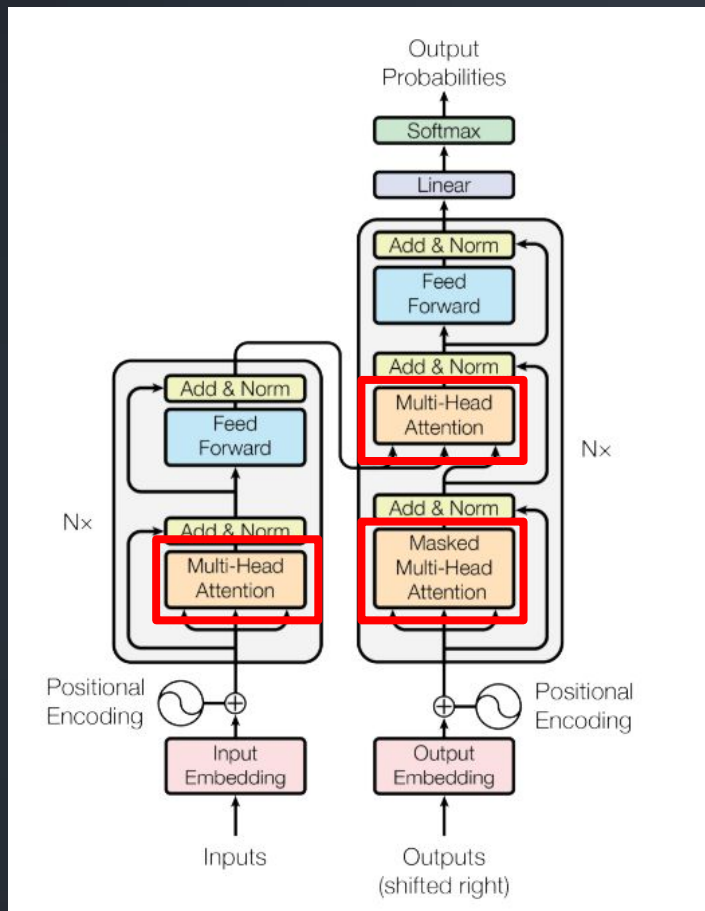 Output
Probabilities
Softmax
Linear
Add & Norm
Feed
Forward
Add & Norm
Multi-Head
Attention
Nx
Add & Norm
Masked
Multi-Head
Attention
Add & Norm
Feed
Forward
Nx
Add & Norm
Multi-Head
Attention
Positional
Encoding
Positional
Encoding
Input
Embedding
Output
Embedding
Inputs
Outputs
(shifted right)